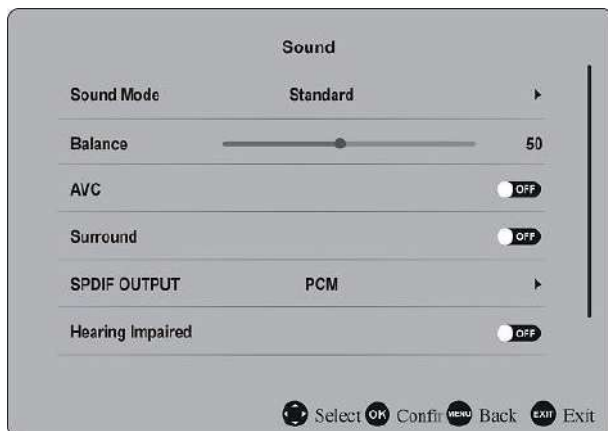 Sound
Sound Mode Standard
Balance 50
AVC OFF
Surround OFF
SPDIF OUTPUT PCM
Hearing Impaired OFF
Select OK Confir MENU Back EXIT Exit